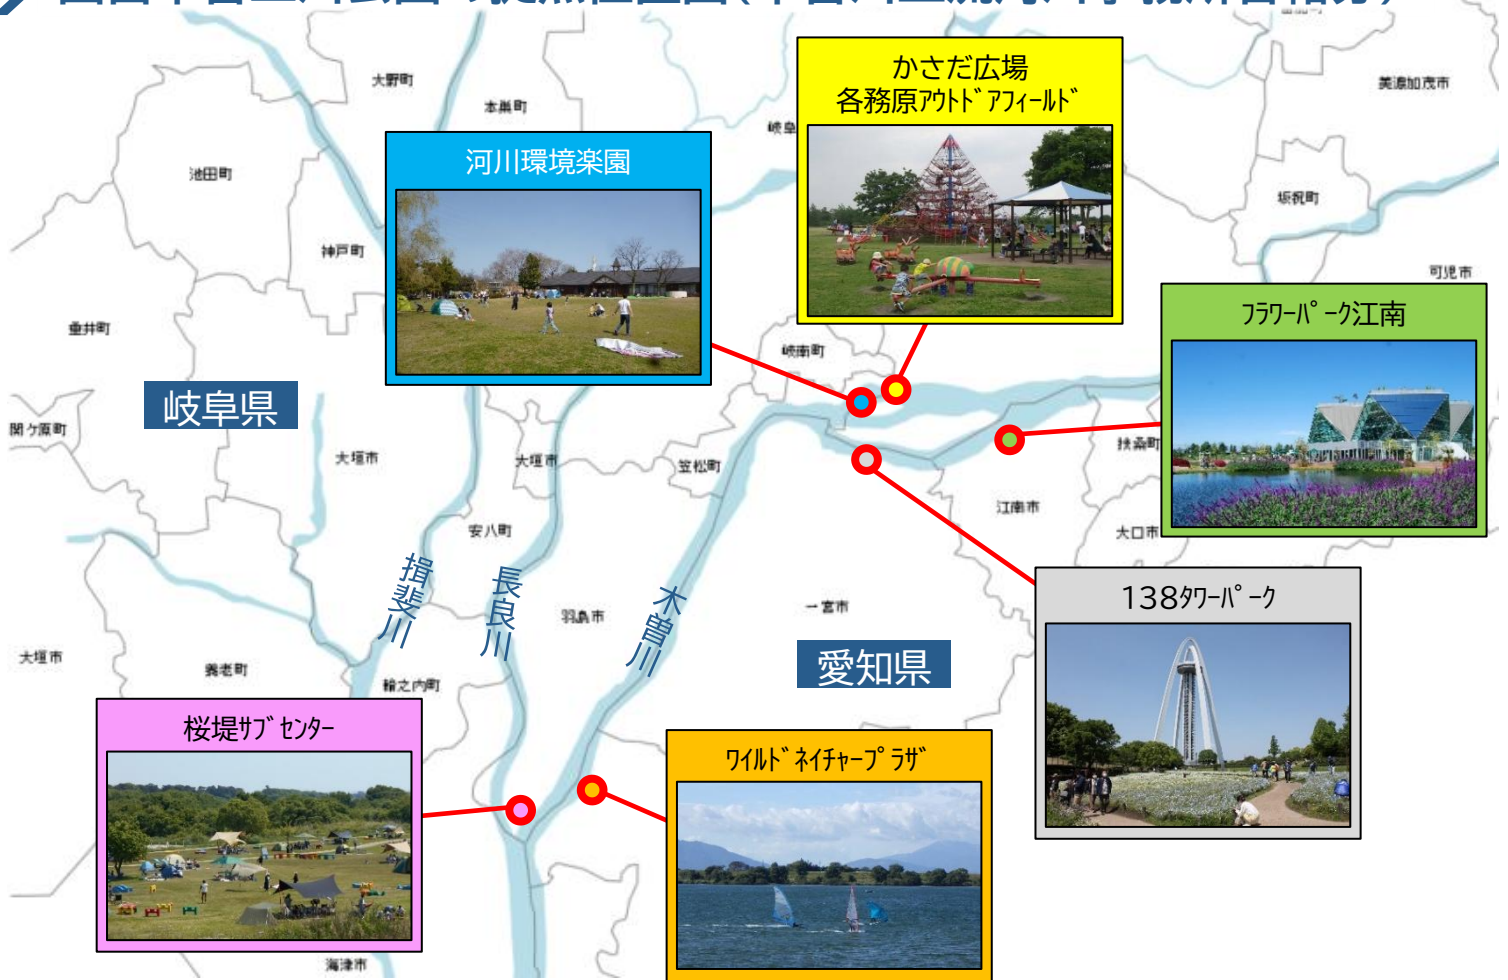 大野町
本巣町
美濃加茂市
池田町
神戸町
坂祝町
可児市
垂井町
かさだ広場
各務原アウトドアフィールド
河川環境楽園
フラワーパーク江南
岐南町
岐阜県
関ケ原町
大垣市
大垣市
笠松町
扶桑町
江南市
大口市
安八町
揖斐川
長良川
木曽川
羽島市
一宮市
愛知県
138タワーパーク
大垣市
養老町
輪之内町
桜堤サブセンター
ワイルドネイチャープラザ
海津市